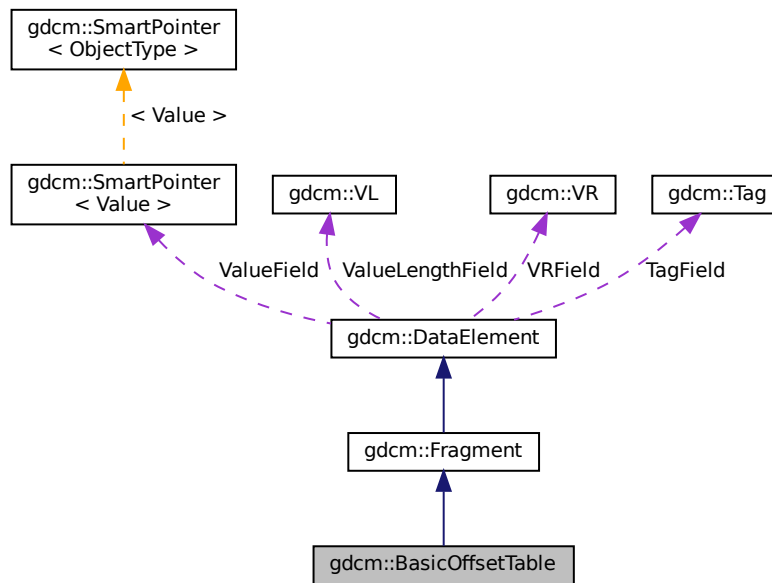 gdcm::SmartPointer
< ObjectType >
< Value >
gdcm::SmartPointer
< Value >
gdcm::VL
gdcm::VR
gdcm::Tag
ValueField
ValueLengthField
VRField
TagField
gdcm::DataElement
gdcm::Fragment
gdcm::BasicOffsetTable